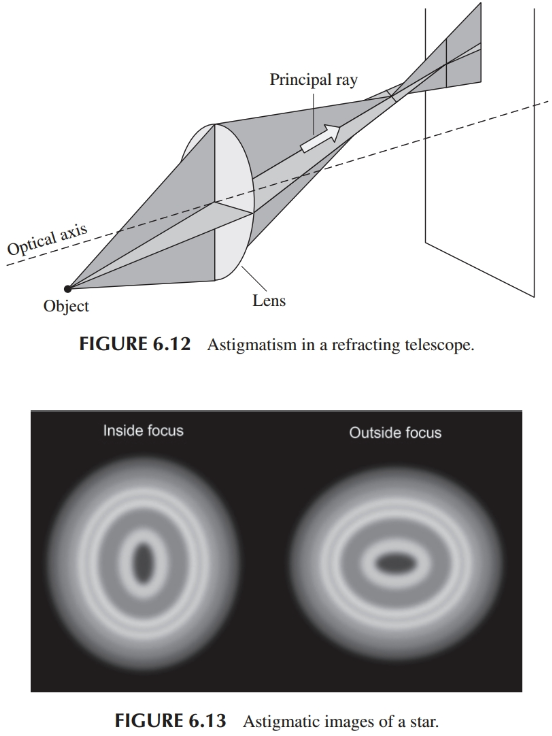 Principal ray
Optical axis
Object
Lens
FIGURE 6.12 Astigmatism in a refracting telescope.
Inside focus
Outside focus
FIGURE 6.13 Astigmatic images of a star.